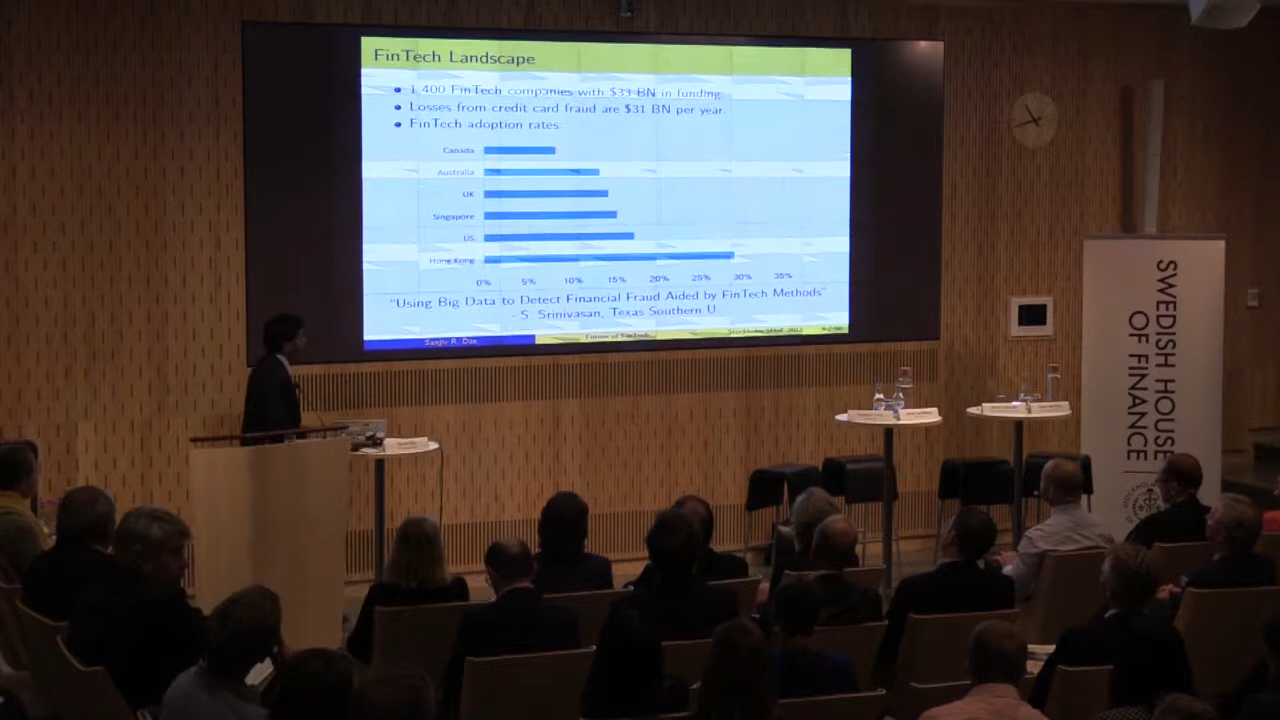 FinTech Landscape
1,400 FinTech companies with $33 BN in funding.
Losses from credit card fraud are $31 BN per year.
FinTech adoption rates:
Canada
Australia
UK
Singapore
US
Hong Kong
0% 5% 10% 15% 20% 25% 30% 35%
"Using Big Data to Detect Financial Fraud Aided by FinTech Methods"
- S. Srinivasan, Texas Southern U.
Sanjiv R. Das
Future of FinTech
SWEDISH HOUSE
OF FINANCE